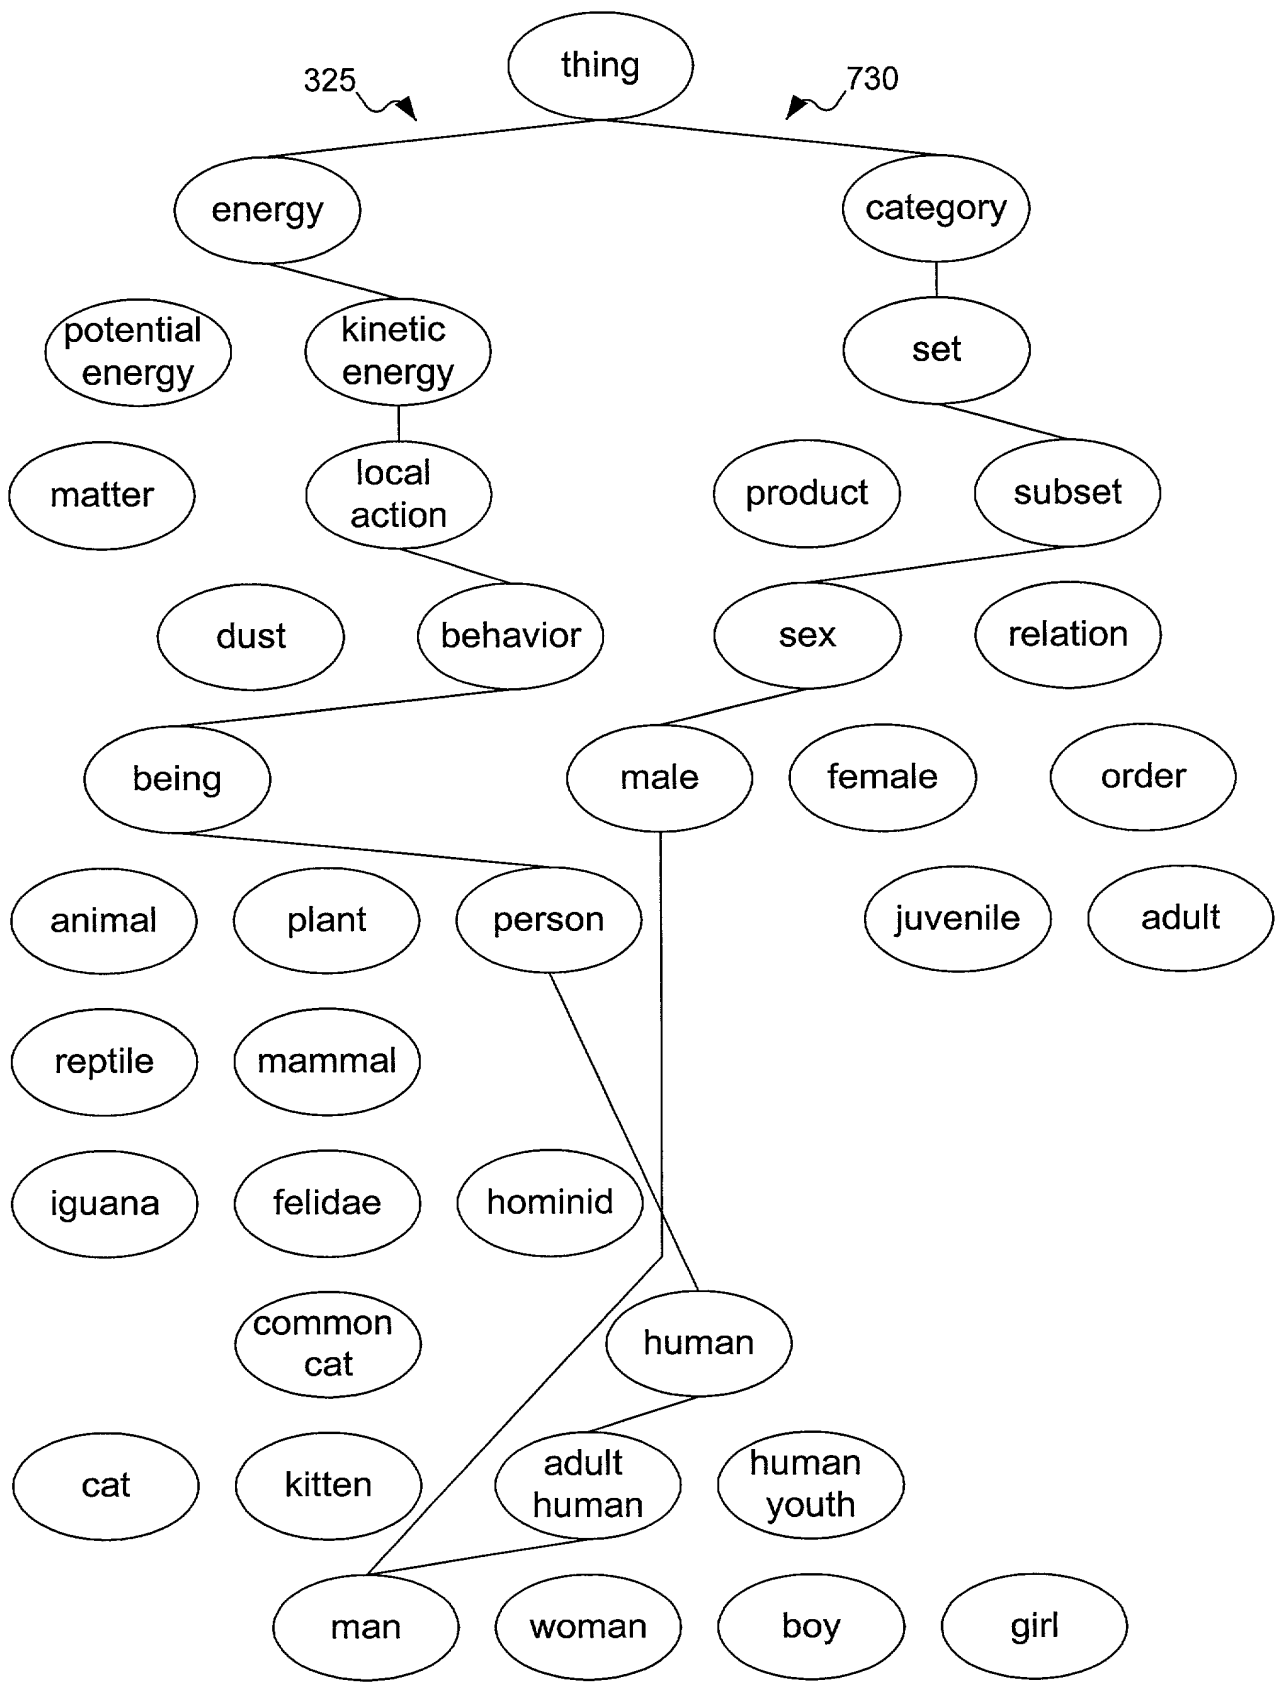 thing
325
730
energy
category
potential
energy
kinetic
energy
set
matter
local
action
product
subset
dust
behavior
sex
relation
being
male
female
order
animal
plant
person
juvenile
adult
reptile
mammal
iguana
felidae
hominid
common
cat
human
cat
kitten
adult
human
human
youth
man
woman
boy
girl